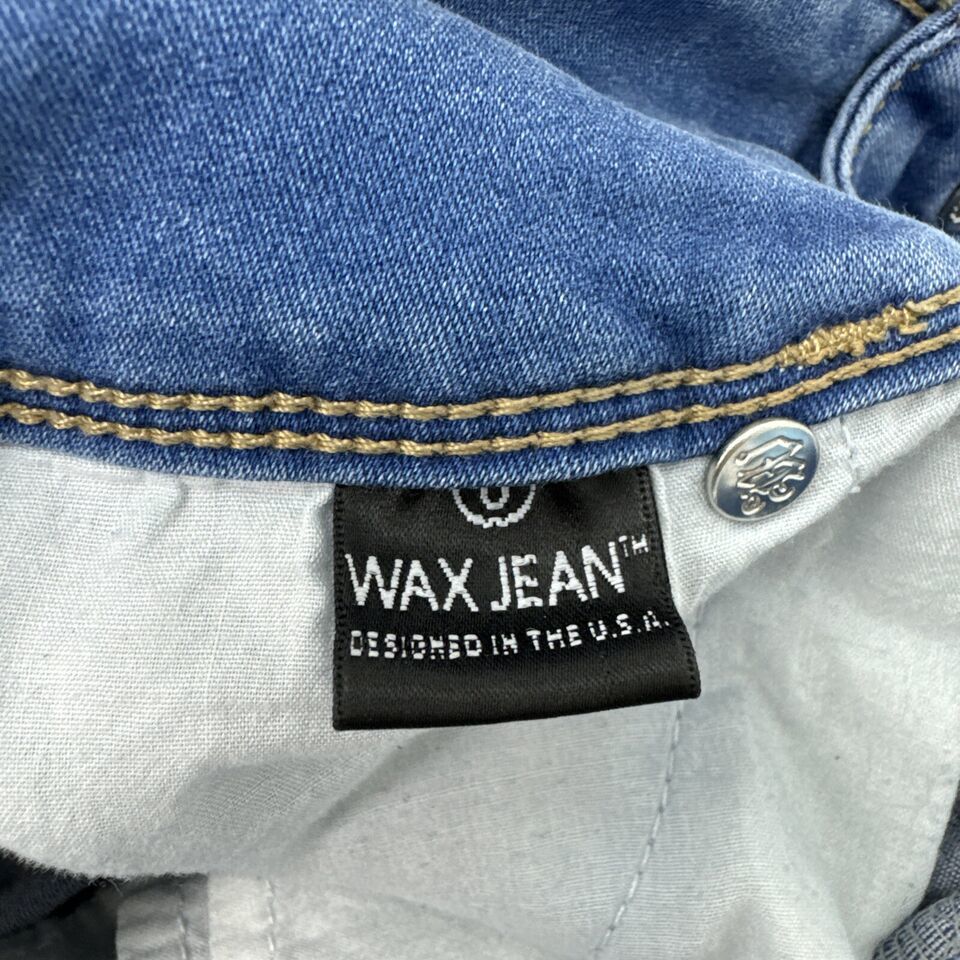 WAX JEAN™
DESIGNED IN THE U.S.A.